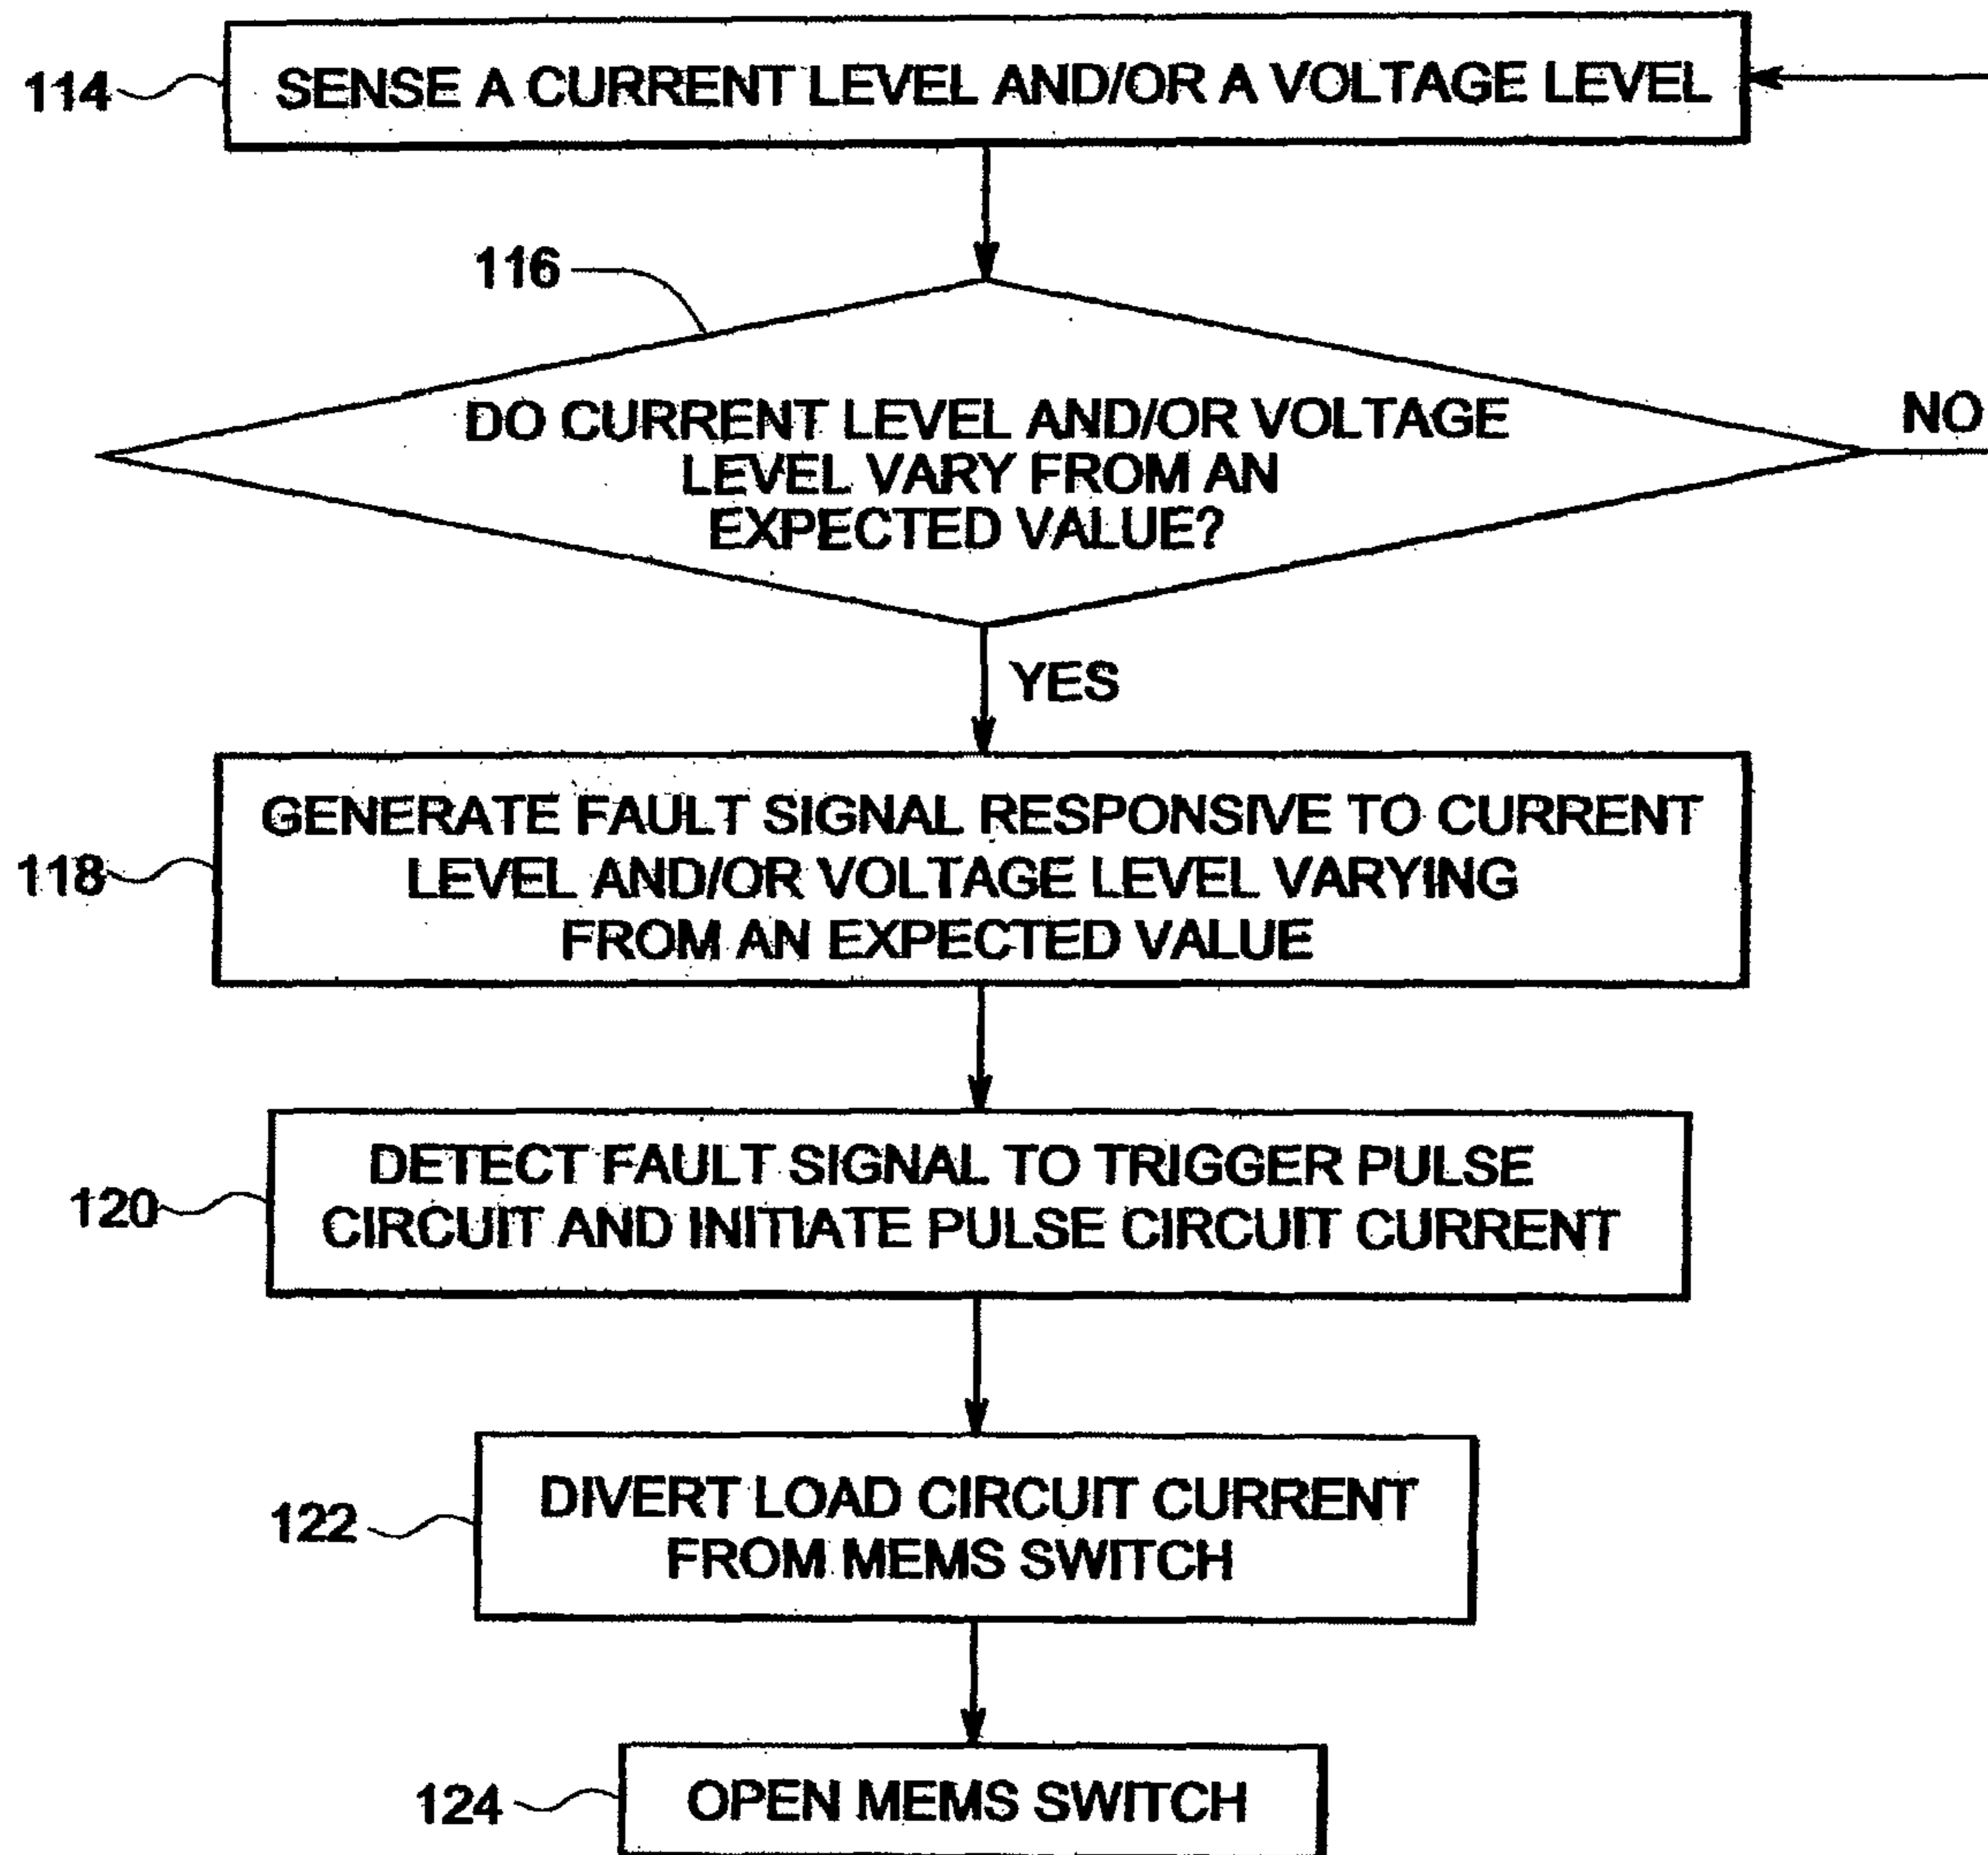 114
SENSE A CURRENT LEVEL AND/OR A VOLTAGE LEVEL
116
DO CURRENT LEVEL AND/OR VOLTAGE
LEVEL VARY FROM AN
EXPECTED VALUE?
NO
YES
118
GENERATE FAULT SIGNAL RESPONSIVE TO CURRENT
LEVEL AND/OR VOLTAGE LEVEL VARYING
FROM AN EXPECTED VALUE
120
DETECT FAULT SIGNAL TO TRIGGER PULSE
CIRCUIT AND INITIATE PULSE CIRCUIT CURRENT
122
DIVERT LOAD CIRCUIT CURRENT
FROM MEMS SWITCH
124
OPEN MEMS SWITCH